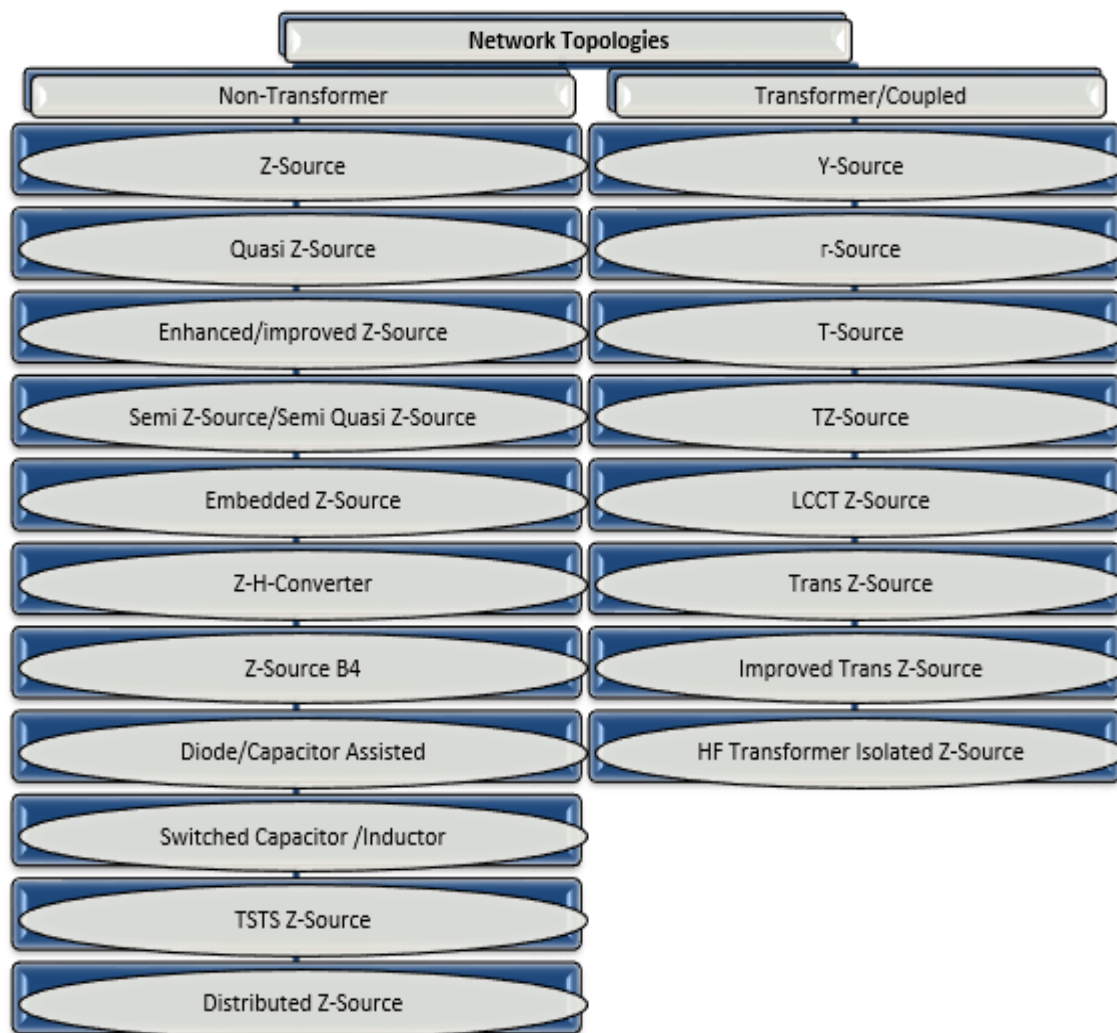 Network Topologies
Non-Transformer
Z-Source
Quasi Z-Source
Enhanced/improved Z-Source
Semi Z-Source/Semi Quasi Z-Source
Embedded Z-Source
Z-H-Converter
Z-Source B4
Diode/Capacitor Assisted
Switched Capacitor /Inductor
TSTS Z-Source
Distributed Z-Source
Transformer/Coupled
Y-Source
r-Source
T-Source
TZ-Source
LCCT Z-Source
Trans Z-Source
Improved Trans Z-Source
HF Transformer Isolated Z-Source